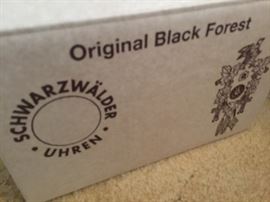 Original Black Forest
SCHWARZWÄLDER
• UHREN •